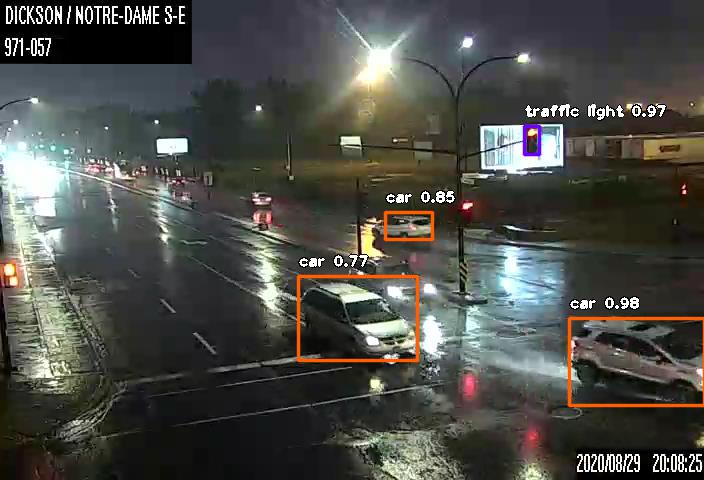 DICKSON / NOTRE-DAME S-E
971-057
traffic light 0.97
car 0.85
car 0.77
car 0.98
2020/08/29 20:08:25